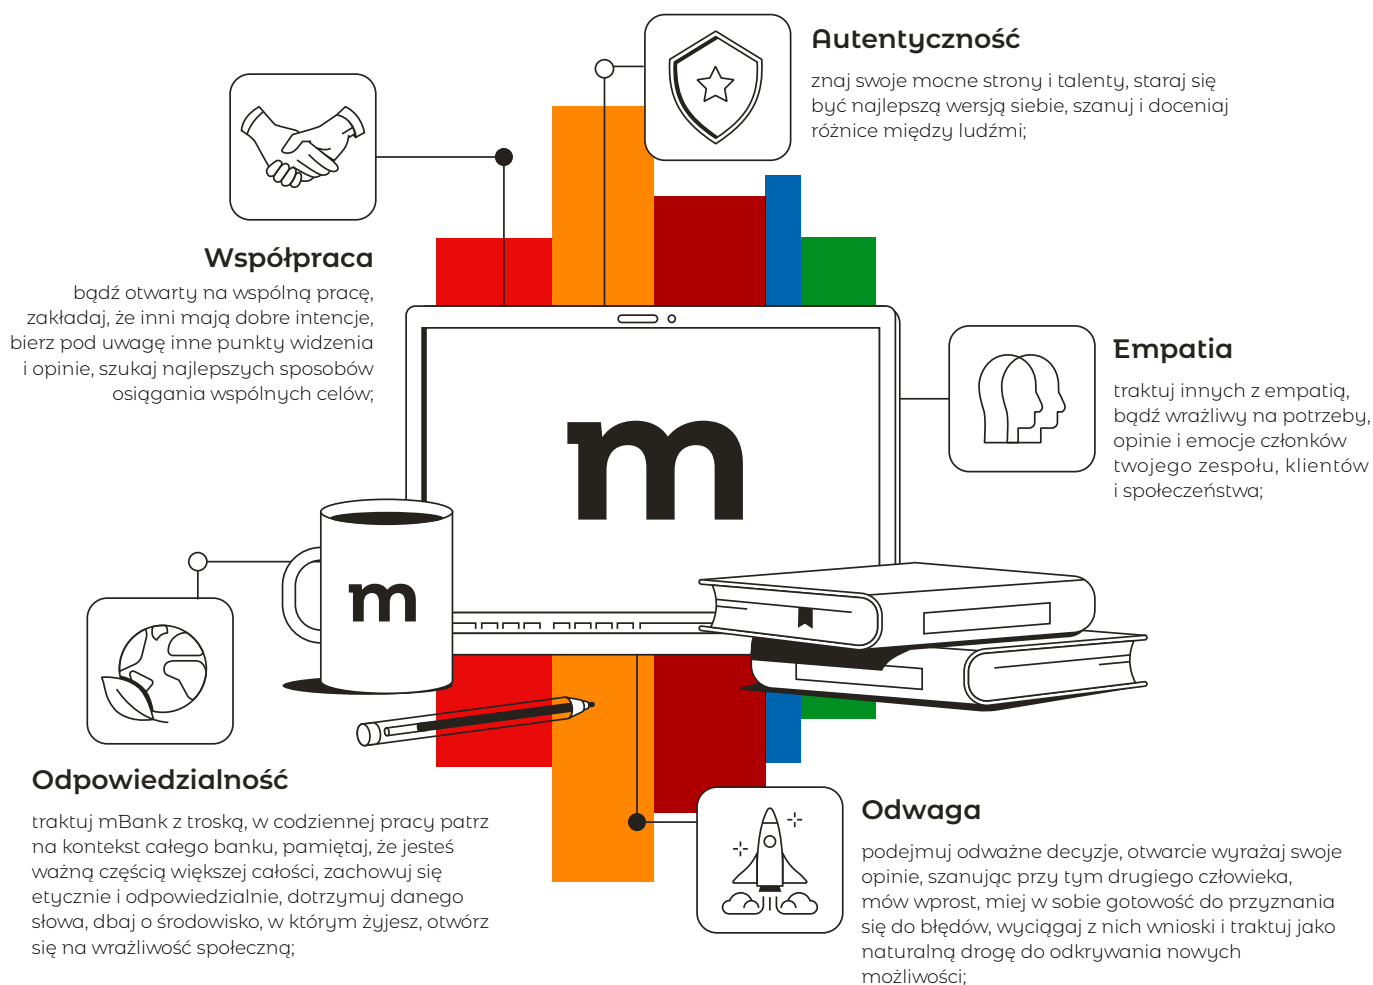 Autentyczność
znaj swoje mocne strony i talenty, staraj się
być najlepszą wersją siebie, szanuj i doceniaj
różnice między ludźmi;
Współpraca
bądź otwarty na wspólną pracę,
zakładaj, że inni mają dobre intencje,
bierz pod uwagę inne punkty widzenia
i opinie, szukaj najlepszych sposobów
osiągania wspólnych celów;
Empatia
traktuj innych z empatią,
bądź wrażliwy na potrzeby,
opinie i emocje członków
twojego zespołu, klientów
i społeczeństwa;
m
m
Odpowiedzialność
traktuj mBank z troską, w codziennej pracy patrz
na kontekst całego banku, pamiętaj, że jesteś
ważną częścią większej całości, zachowuj się
etycznie i odpowiedzialnie, dotrzymuj danego
słowa, dbaj o środowisko, w którym żyjesz, otwórz
się na wrażliwość społeczną;
Odwaga
podejmuj odważne decyzje, otwarcie wyrażaj swoje
opinie, szanując przy tym drugiego człowieka,
mów wprost, miej w sobie gotowość do przyznania
się do błędów, wyciągaj z nich wnioski i traktuj jako
naturalną drogę do odkrywania nowych
możliwości;